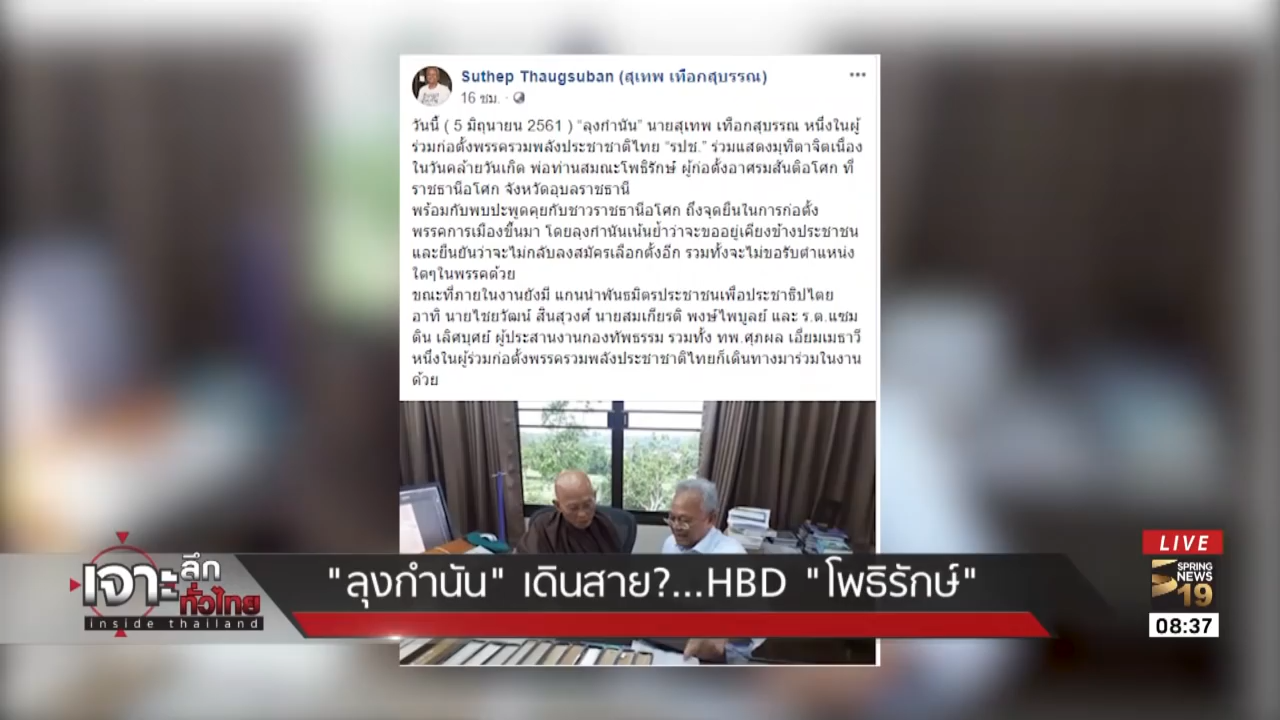 Suthep Thaugsuban (สุเทพ เทือกสุบรรณ)
16 ชม. ·
วันนี้ ( 5 มิถุนายน 2561 ) “ลุงกำนัน” นายสุเทพ เทือกสุบรรณ หนึ่งในผู้
ร่วมก่อตั้งพรรครวมพลังประชาชาติไทย “รปช.” ร่วมแสดงมุทิตาจิตเนื่อง
ในวันคล้ายวันเกิด พ่อท่านสมณะโพธิรักษ์ ผู้ก่อตั้งอาศรมสันติอโศก ที่
ราชธานีอโศก จังหวัดอุบลราชธานี
พร้อมกับพบปะพูดคุยกับชาวราชธานีอโศก ถึงจุดยืนในการก่อตั้ง
พรรคการเมืองขึ้นมา โดยลุงกำนันเน้นย้ำว่าจะขออยู่เคียงข้างประชาชน
และยืนยันว่าจะไม่กลับลงสมัครเลือกตั้งอีก รวมทั้งจะไม่ขอรับตำแหน่ง
ใดๆในพรรคด้วย
ขณะที่ภายในงานยังมี แกนนำพันธมิตรประชาชนเพื่อประชาธิปไตย
อาทิ นายไชยวัฒน์ สินสุวงศ์ นายสมเกียรติ พงษ์ไพบูลย์ และ ร.ต.แซม
ดิน เลิศบุศย์ ผู้ประสานงานกองทัพธรรม รวมทั้ง ทพ.ศุภผล เอี่ยมเมธาวี
หนึ่งในผู้ร่วมก่อตั้งพรรครวมพลังประชาชาติไทยก็เดินทางมาร่วมในงาน
ด้วย
เจาะลึก
ทั่วไทย
inside thailand
"ลุงกำนัน" เดินสาย?...HBD "โพธิรักษ์"
LIVE
SPRING
NEWS
19
08:37